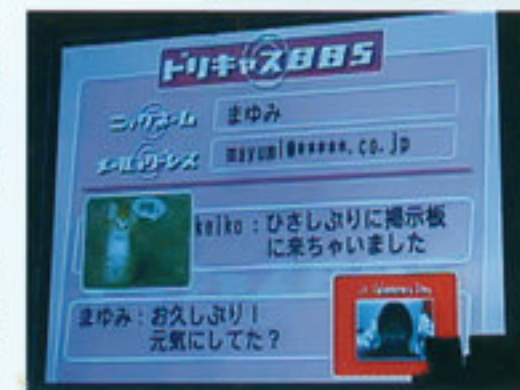 ドリキャスBBS
ニックネーム
まゆみ
メールアドレス
mayumi@*****.co.jp
keiko:ひさしぶりに掲示板
に来ちゃいました
まゆみ:お久しぶり！
元気にしてた？